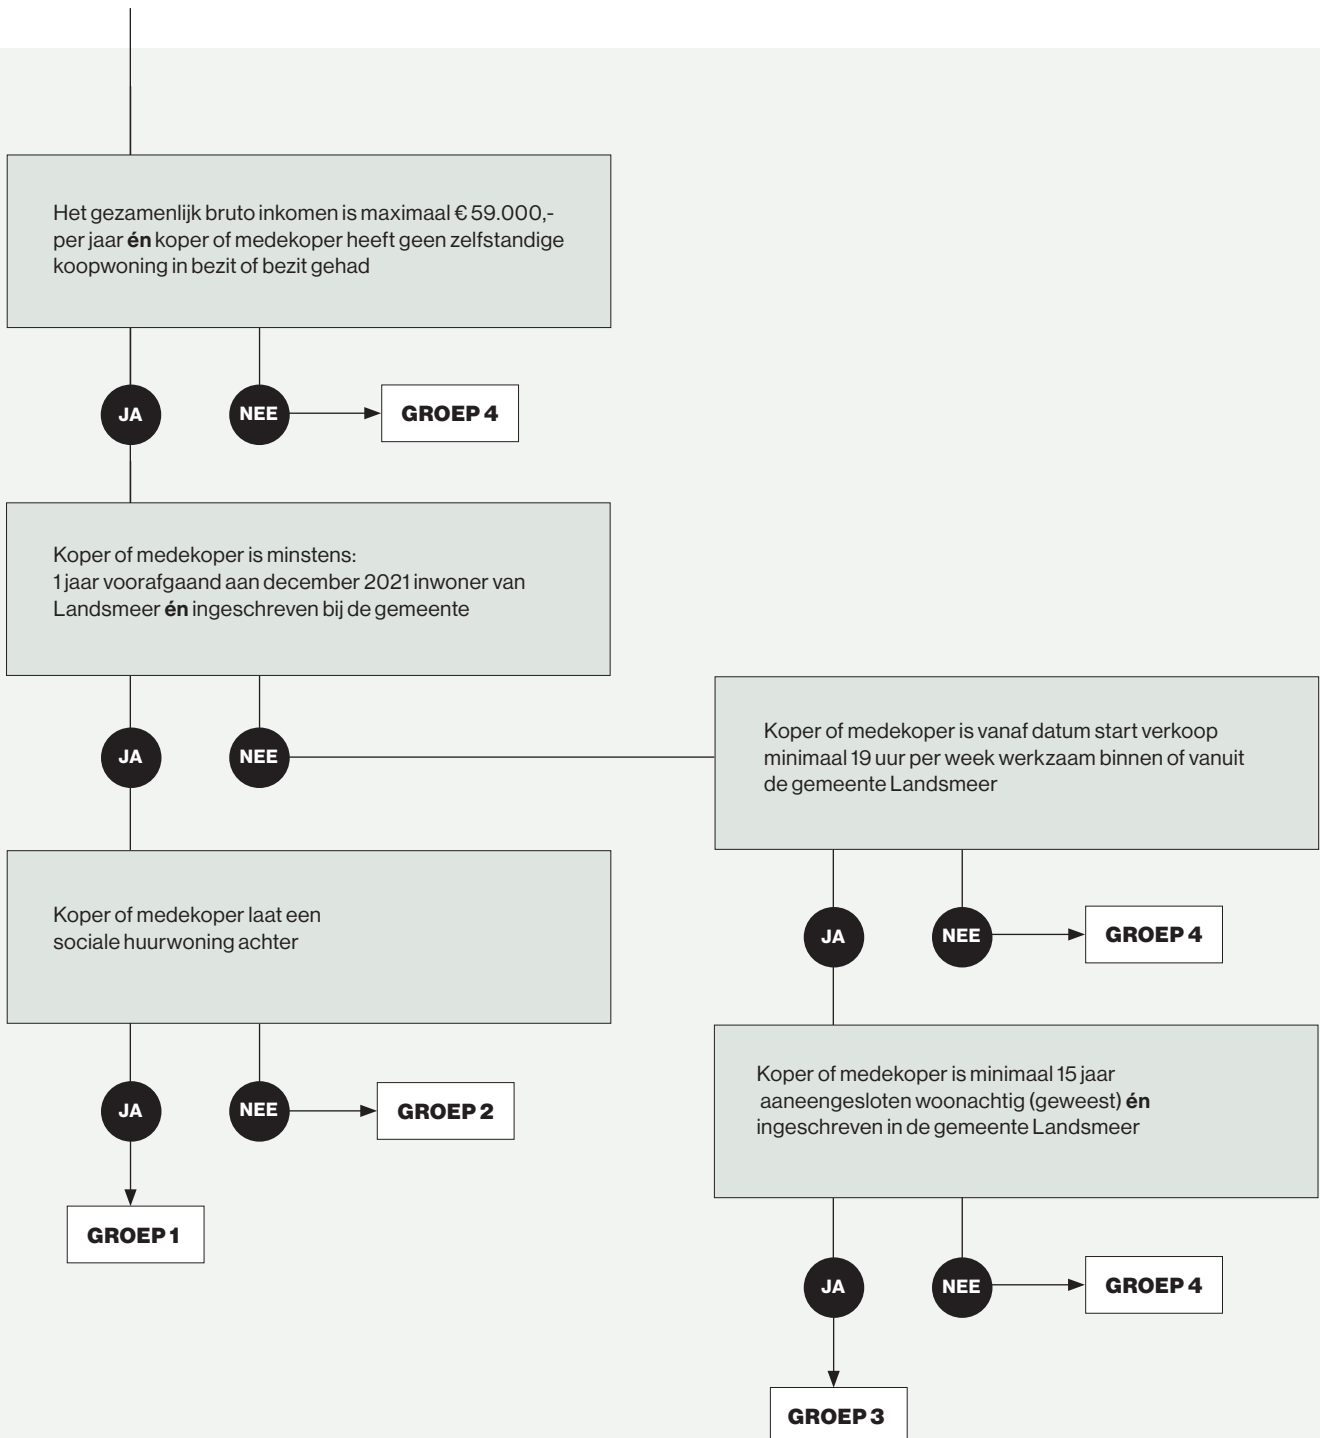 Het gezamenlijk bruto inkomen is maximaal € 59.000,-
per jaar én koper of medekoper heeft geen zelfstandige
koopwoning in bezit of bezit gehad
JA
NEE
GROEP 4
Koper of medekoper is minstens:
1 jaar voorafgaand aan december 2021 inwoner van
Landsmeer én ingeschreven bij de gemeente
JA
NEE
Koper of medekoper is vanaf datum start verkoop
minimaal 19 uur per week werkzaam binnen of vanuit
de gemeente Landsmeer
Koper of medekoper laat een
sociale huurwoning achter
JA
NEE
GROEP 4
JA
NEE
GROEP 2
Koper of medekoper is minimaal 15 jaar
aaneengesloten woonachtig (geweest) én
ingeschreven in de gemeente Landsmeer
GROEP 1
JA
NEE
GROEP 4
GROEP 3